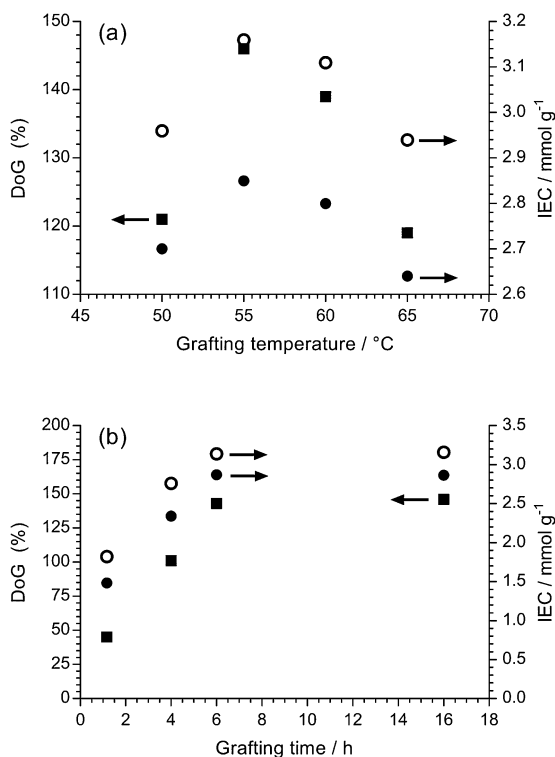 (a)
DoG (%)
150
140
130
120
110
3.2
3.1
3.0
2.9
2.8
2.7
2.6
IEC / mmol g⁻¹
45 50 55 60 65 70
Grafting temperature / °C
(b)
DoG (%)
200
175
150
125
100
75
50
25
0
3.5
3.0
2.5
2.0
1.5
1.0
0.5
0.0
IEC / mmol g⁻¹
0 2 4 6 8 10 12 14 16 18
Grafting time / h